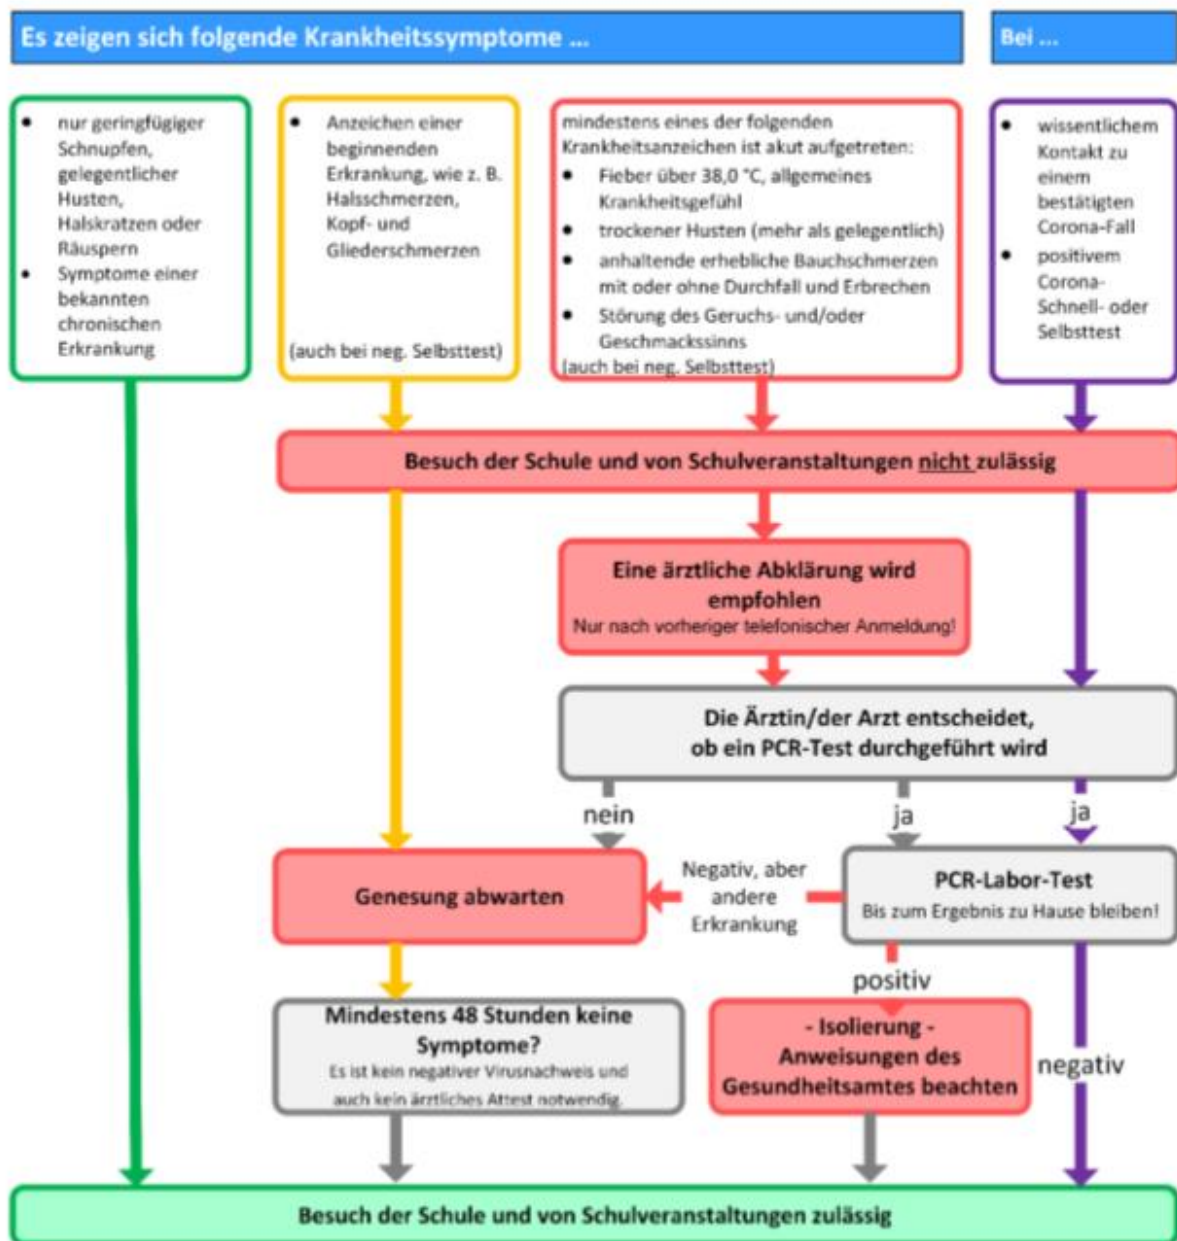 Es zeigen sich folgende Krankheitssymptome ...
Bei ...
• nur geringfügiger
Schnupfen,
gelegentlicher
Husten,
Halskratzen oder
Räuspern
• Symptome einer
bekannten
chronischen
Erkrankung
• Anzeichen einer
beginnenden
Erkrankung, wie z. B.
Halsschmerzen,
Kopf- und
Gliederschmerzen
(auch bei neg. Selbsttest)
mindestens eines der folgenden
Krankheitsanzeichen ist akut aufgetreten:
• Fieber über 38,0 °C, allgemeines
Krankheitsgefühl
• trockener Husten (mehr als gelegentlich)
• anhaltende erhebliche Bauchschmerzen
mit oder ohne Durchfall und Erbrechen
• Störung des Geruchs- und/oder
Geschmackssinns
(auch bei neg. Selbsttest)
• wissentlichem
Kontakt zu
einem
bestätigten
Corona-Fall
• positivem
Corona-
Schnell- oder
Selbsttest
Besuch der Schule und von Schulveranstaltungen nicht zulässig
Eine ärztliche Abklärung wird
empfohlen
Nur nach vorheriger telefonischer Anmeldung!
Die Ärztin/der Arzt entscheidet,
ob ein PCR-Test durchgeführt wird
nein
ja
ja
Genesung abwarten
Negativ, aber
andere
Erkrankung
PCR-Labor-Test
Bis zum Ergebnis zu Hause bleiben!
positiv
Mindestens 48 Stunden keine
Symptome?
Es ist kein negativer Virusnachweis und
auch kein ärztliches Attest notwendig.
- Isolierung -
Anweisungen des
Gesundheitsamtes beachten
negativ
Besuch der Schule und von Schulveranstaltungen zulässig